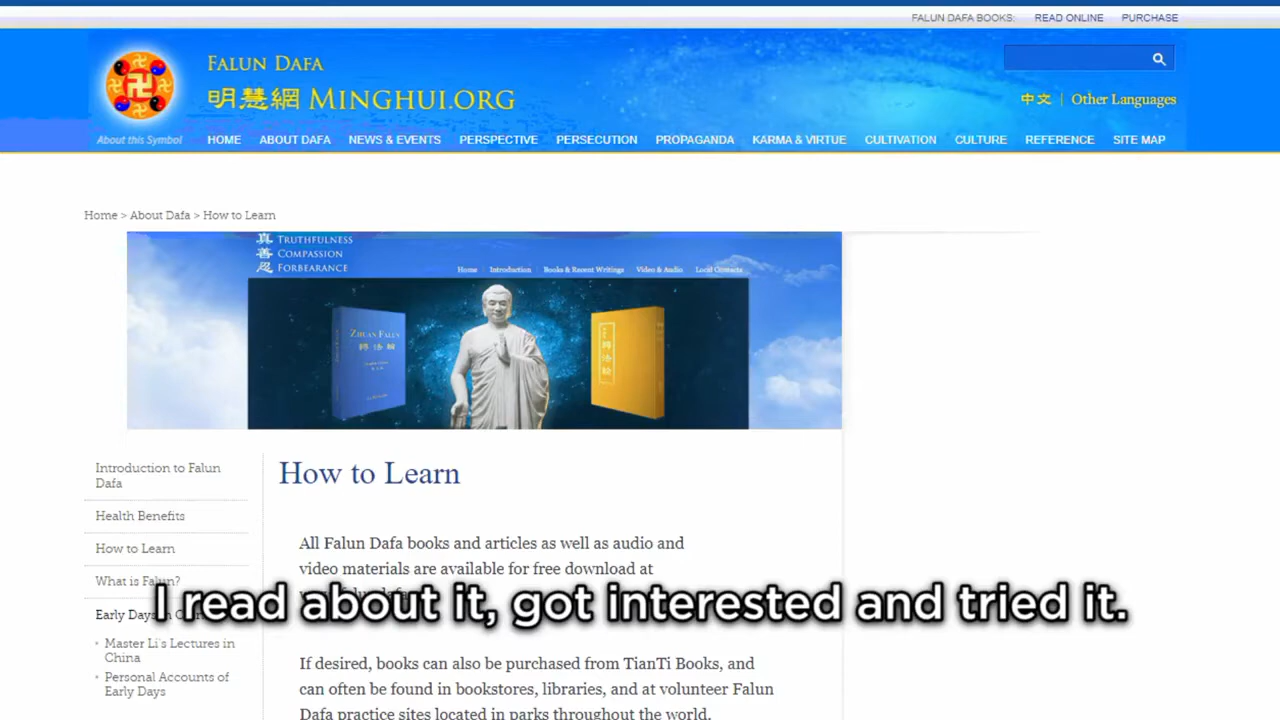 FALUN DAFA BOOKS: READ ONLINE PURCHASE
FALUN DAFA
明慧網 MINGHUI.ORG
中文 | Other Languages
About this Symbol
HOME ABOUT DAFA NEWS & EVENTS PERSPECTIVE PERSECUTION PROPAGANDA KARMA & VIRTUE CULTIVATION CULTURE REFERENCE SITE MAP
Home > About Dafa > How to Learn
真 TRUTHFULNESS
善 COMPASSION
忍 FORBEARANCE
Home Introduction Books & Recent Writings Video & Audio Local Contacts
ZHUAN FALUN
轉法輪
轉法輪
How to Learn
Introduction to Falun
Dafa
Health Benefits
How to Learn
What is Falun?
Early Days in
Master Li's Lectures in
China
Personal Accounts of
Early Days
All Falun Dafa books and articles as well as audio and
video materials are available for free download at
I read about it, got interested and tried it.
If desired, books can also be purchased from TianTi Books, and
can often be found in bookstores, libraries, and at volunteer Falun
Dafa practice sites located in parks throughout the world.